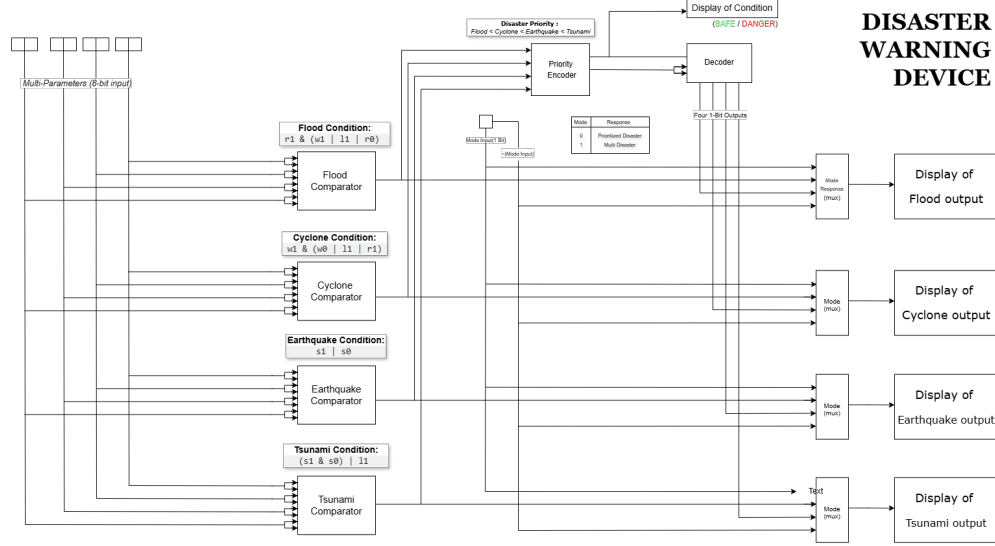 Display of Condition
(SAFE / DANGER)
DISASTER
WARNING
DEVICE
Disaster Priority :
Flood < Cyclone < Earthquake < Tsunami
Priority
Encoder
Decoder
Multi-Parameters (8-bit input)
Four 1-Bit Outputs
Mode Input(1 Bit)
~(Mode Input)
Mode Response
0 Prioritized Disaster
1 Multi Disaster
Flood Condition:
r1 & (w1 | l1 | r0)
Flood
Comparator
Mode
Response
(mux)
Display of
Flood output
Cyclone Condition:
w1 & (w0 | l1 | r1)
Cyclone
Comparator
Mode
(mux)
Display of
Cyclone output
Earthquake Condition:
s1 | s0
Earthquake
Comparator
Mode
(mux)
Display of
Earthquake output
Tsunami Condition:
(s1 & s0) | l1
Tsunami
Comparator
Text
Mode
(mux)
Display of
Tsunami output